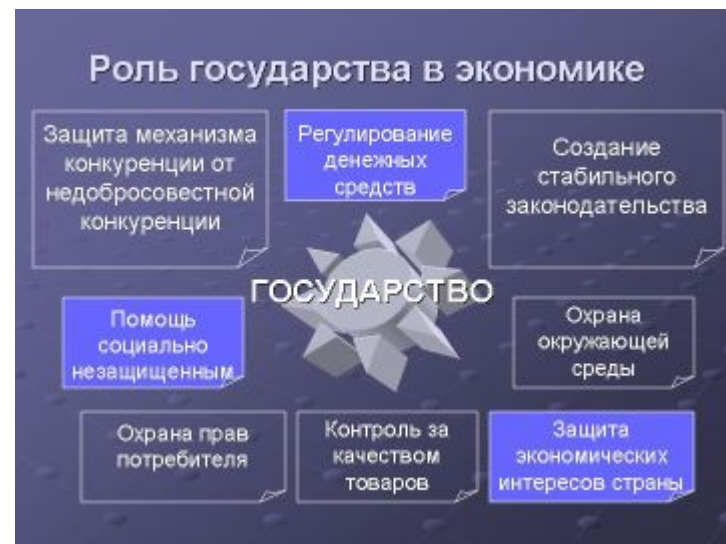 Роль государства в экономике
Защита механизма
конкуренции от
недобросовестной
конкуренции
Регулирование
денежных
средств
Создание
стабильного
законодательства
ГОСУДАРСТВО
Помощь
социально
незащищенным
Охрана
окружающей
среды
Охрана прав
потребителя
Контроль за
качеством
товаров
Защита
экономических
интересов страны